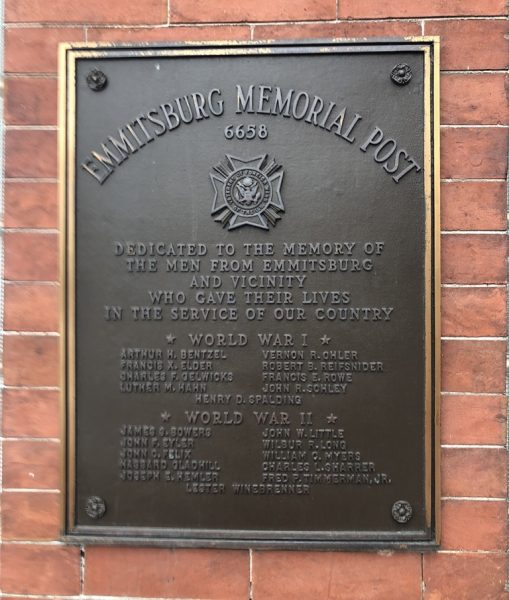 EMMITSBURG MEMORIAL POST
6658
DEDICATED TO THE MEMORY OF
THE MEN FROM EMMITSBURG
AND VICINITY
WHO GAVE THEIR LIVES
IN THE SERVICE OF OUR COUNTRY
★ WORLD WAR I ★
ARTHUR H. BENTZEL VERNON R. OHLER
FRANCIS X. ELDER ROBERT B. REIFSNIDER
CHARLES F. GELWICKS FRANCIS E. ROWE
LUTHER M. HAHN JOHN R. SCHLEY
HENRY D. SPALDING
★ WORLD WAR II ★
JAMES S. BOWERS JOHN W. LITTLE
JOHN F. EYLER WILBUR R. LONG
JOHN C. FELIX WILLIAM C. MYERS
GLADHILL CHARLES L. SHARRER
JOSEPH E. HEMLER FRED P. TIMMERMAN, JR.
LESTER WINEBRENNER